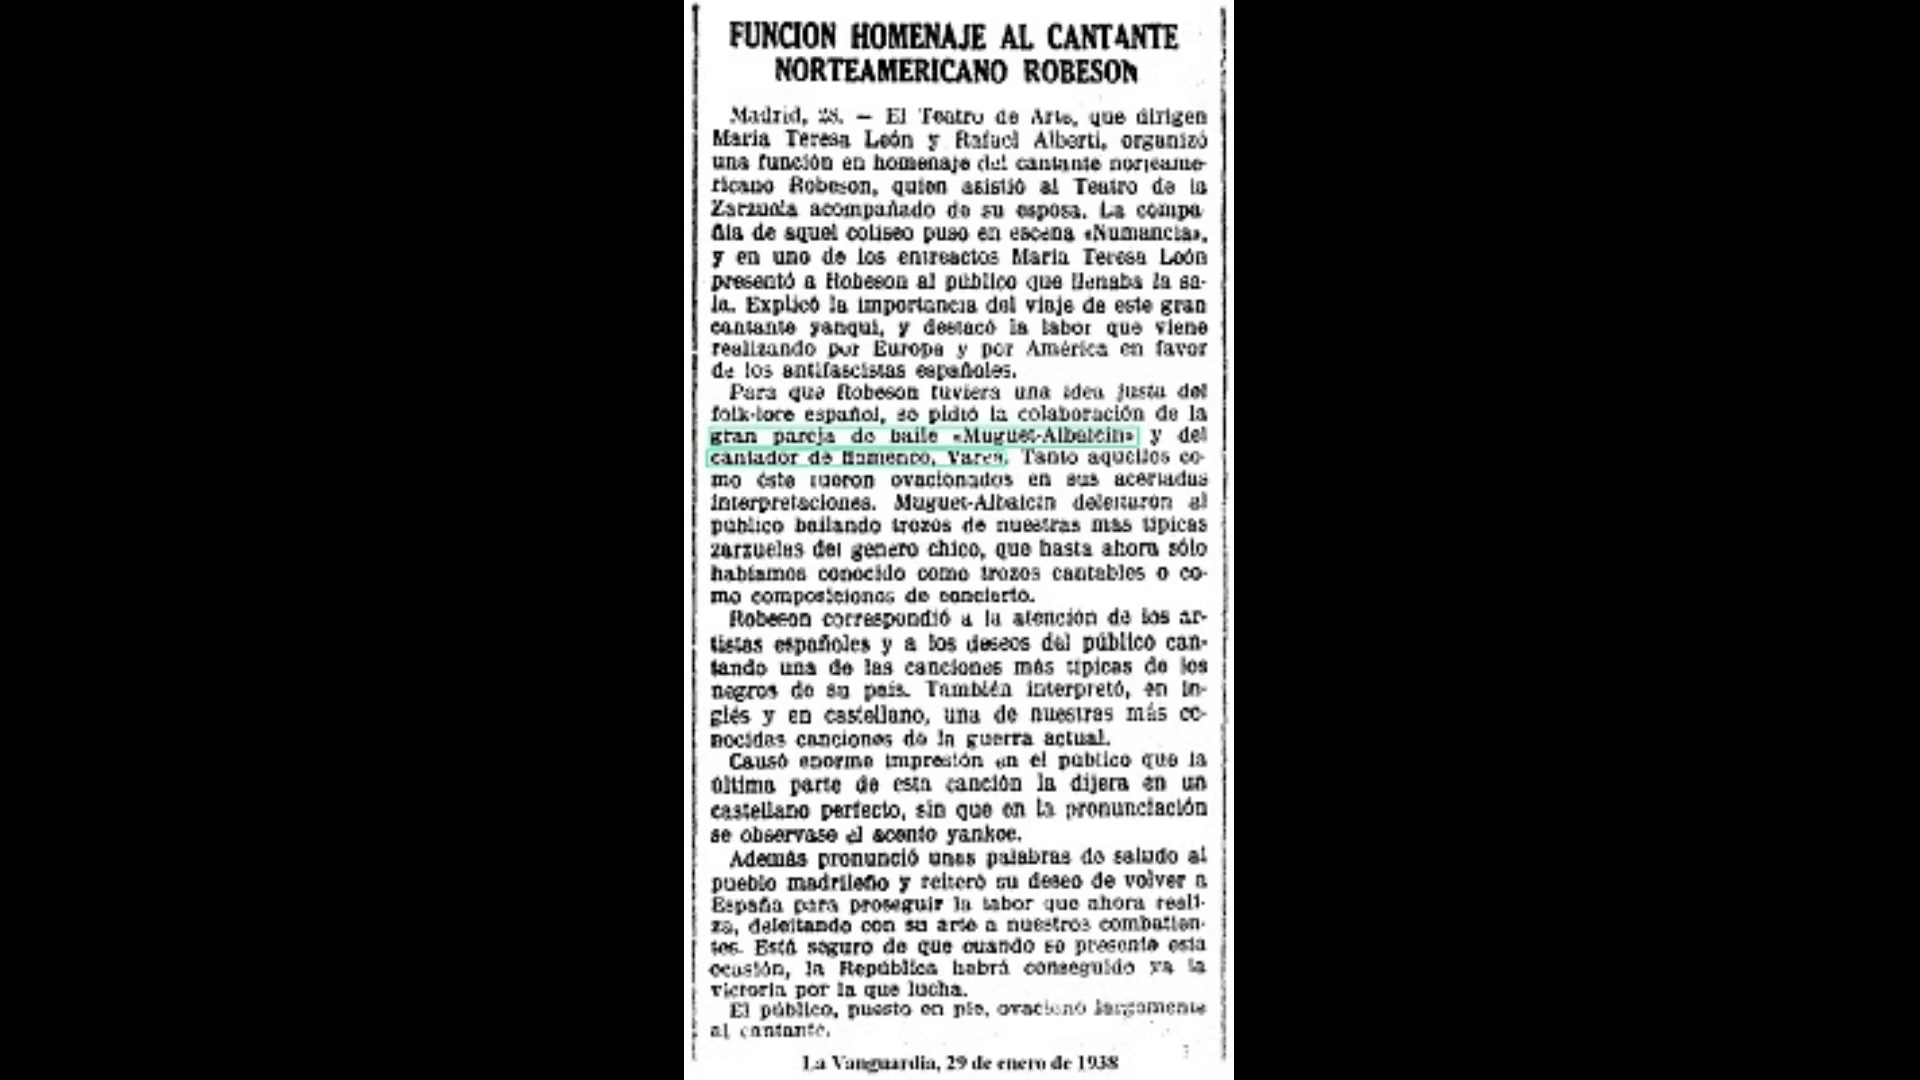 FUNCION HOMENAJE AL CANTANTE
NORTEAMERICANO ROBESON
Madrid, 28. — El Teatro de Arte, que dirigen
María Teresa León y Rafael Alberti, organizó
una función en homenaje del cantante norteame-
ricano Robeson, quien asistió al Teatro de la
Zarzuela acompañado de su esposa. La compa-
ñía de aquel coliseo puso en escena «Numancia»,
y en uno de los entreactos María Teresa León
presentó a Robeson al público que llenaba la sa-
la. Explicó la importancia del viaje de este gran
cantante yanqui, y destacó la labor que viene
realizando por Europa y por América en favor
de los antifascistas españoles.
Para que Robeson tuviera una idea justa del
folk-lore español, se pidió la colaboración de la
gran pareja de baile «Muguet-Albaicin» y del
cantador de flamenco, Varea. Tanto aquellos co-
mo éste fueron ovacionados en sus acertadas
interpretaciones. Muguet-Albaicin deleitaron al
público bailando trozos de nuestras más típicas
zarzuelas del género chico, que hasta ahora sólo
habíamos conocido como trozos cantables o co-
mo composiciones de concierto.
Robeson correspondió a la atención de los ar-
tistas españoles y a los deseos del público can-
tando una de las canciones más típicas de los
negros de su país. También interpretó, en in-
glés y en castellano, una de nuestras más co-
nocidas canciones de la guerra actual.
Causó enorme impresión en el público que la
última parte de esta canción la dijera en un
castellano perfecto, sin que en la pronunciación
se observase el acento yankee.
Además pronunció unas palabras de saludo al
pueblo madrileño y reiteró su deseo de volver a
España para proseguir la labor que ahora reali-
za, deleitando con su arte a nuestros combatien-
tes. Está seguro de que cuando se presente esta
ocasión, la República habrá conseguido ya la
victoria por la que lucha.
El público, puesto en pie, ovacionó largamente
al cantante.
La Vanguardia, 29 de enero de 1938